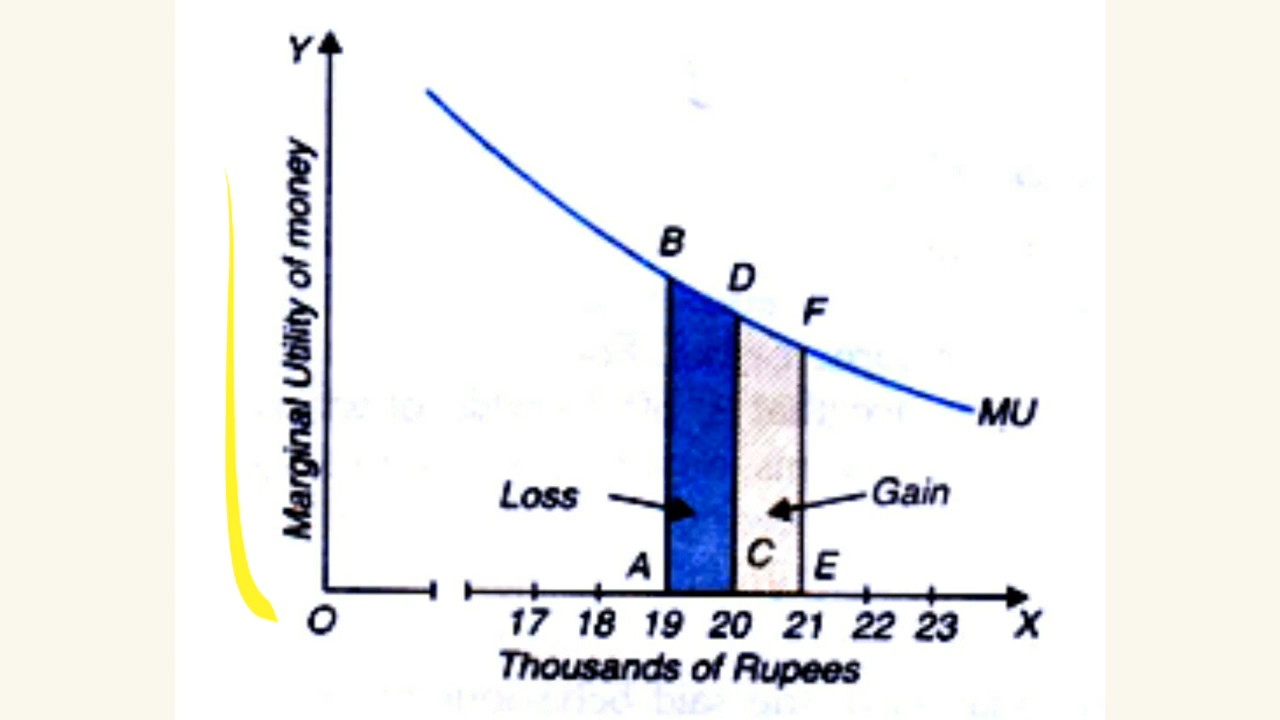 Y
Marginal Utility of money
B
D
F
MU
Loss
Gain
A
C
E
O
17 18 19 20 21 22 23 X
Thousands of Rupees